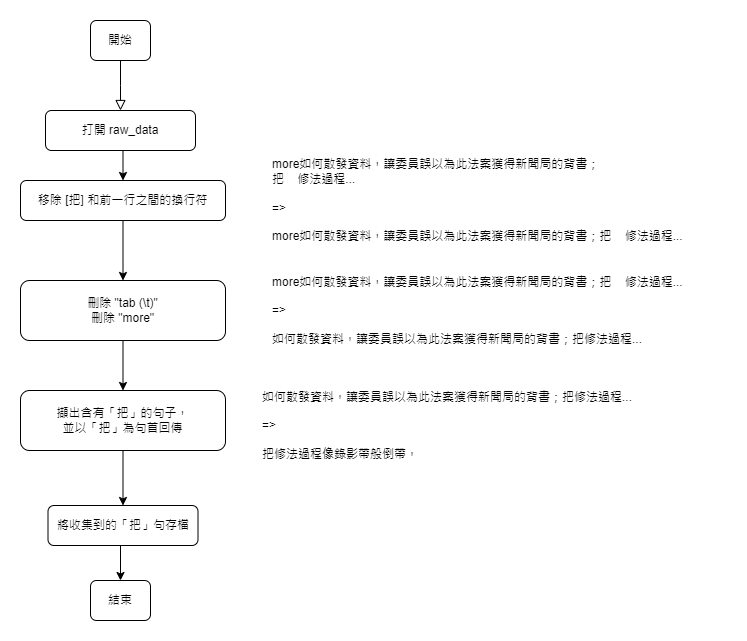 開始
打開 raw_data
移除 [把] 和前一行之間的換行符
more如何散發資料，讓委員誤以為此法案獲得新聞局的背書；
把 修法過程...
=>
more如何散發資料，讓委員誤以為此法案獲得新聞局的背書；把 修法過程...
刪除 "tab (\t)"
刪除 "more"
more如何散發資料，讓委員誤以為此法案獲得新聞局的背書；把 修法過程...
=>
如何散發資料，讓委員誤以為此法案獲得新聞局的背書；把修法過程...
擷出含有「把」的句子，
並以「把」為句首回傳
如何散發資料，讓委員誤以為此法案獲得新聞局的背書；把修法過程...
=>
把修法過程像錄影帶般倒帶，
將收集到的「把」句存檔
結束